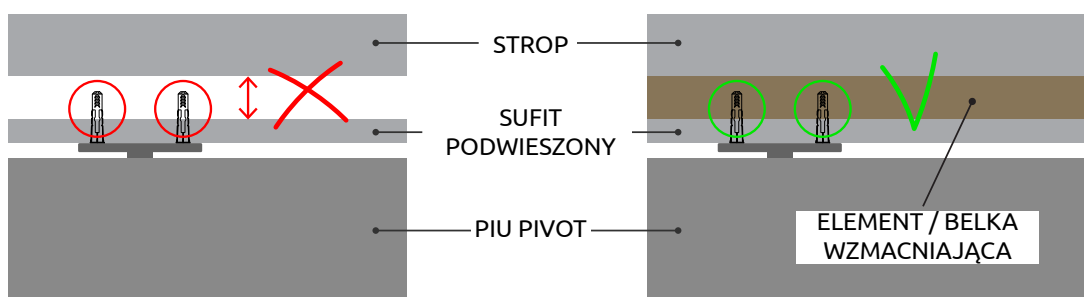 STROP
SUFIT
PODWIESZONY
PIU PIVOT
ELEMENT / BELKA
WZMACNIAJĄCA